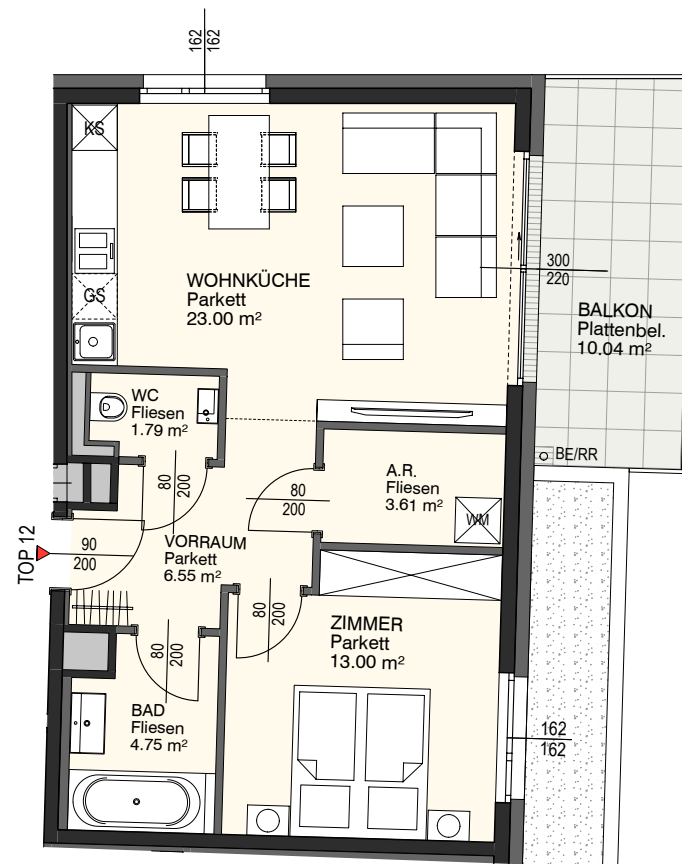 162
162
KS
WOHNKÜCHE
Parkett
23.00 m²
GS
300
220
BALKON
Plattenbel.
10.04 m²
WC
Fliesen
1.79 m²
BE/RR
80
200
80
200
A.R.
Fliesen
3.61 m²
WM
TOP 12
90
200
VORRAUM
Parkett
6.55 m²
80
200
80
200
ZIMMER
Parkett
13.00 m²
BAD
Fliesen
4.75 m²
162
162